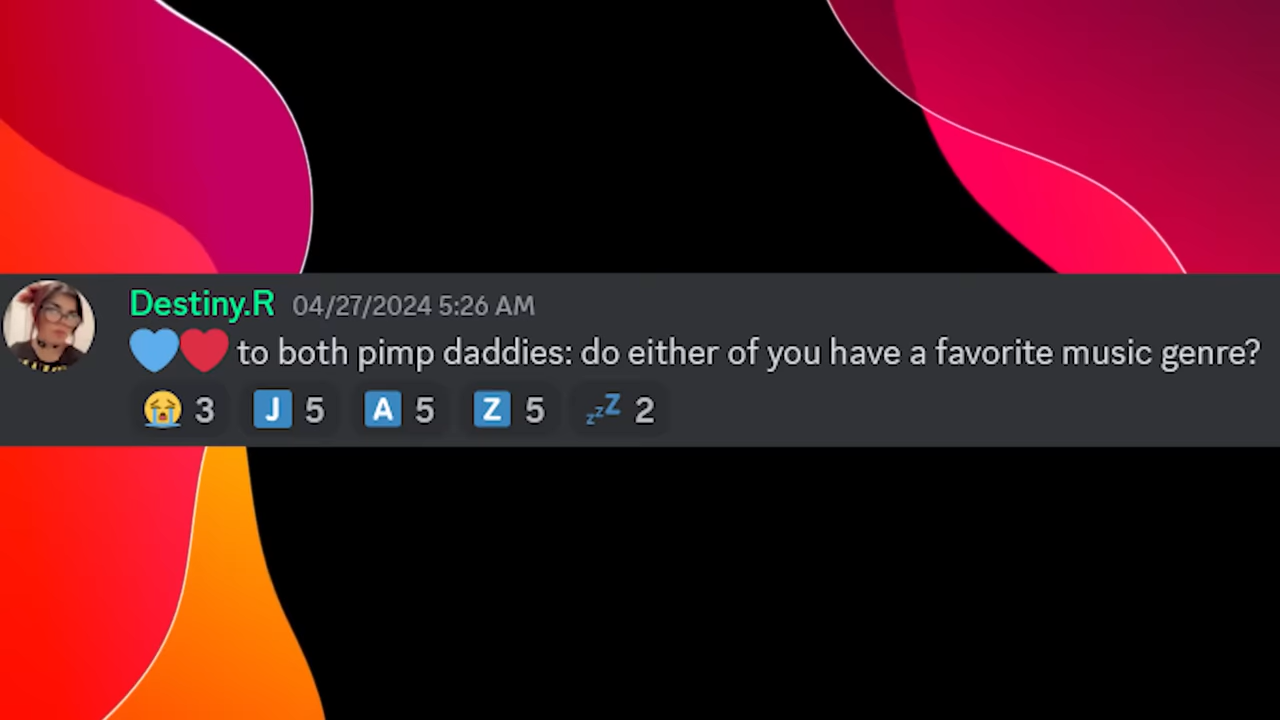 Destiny.R 04/27/2024 5:26 AM
💙❤️ to both pimp daddies: do either of you have a favorite music genre?
😭 3 🇯 5 🇦 5 🇿 5 💤 2